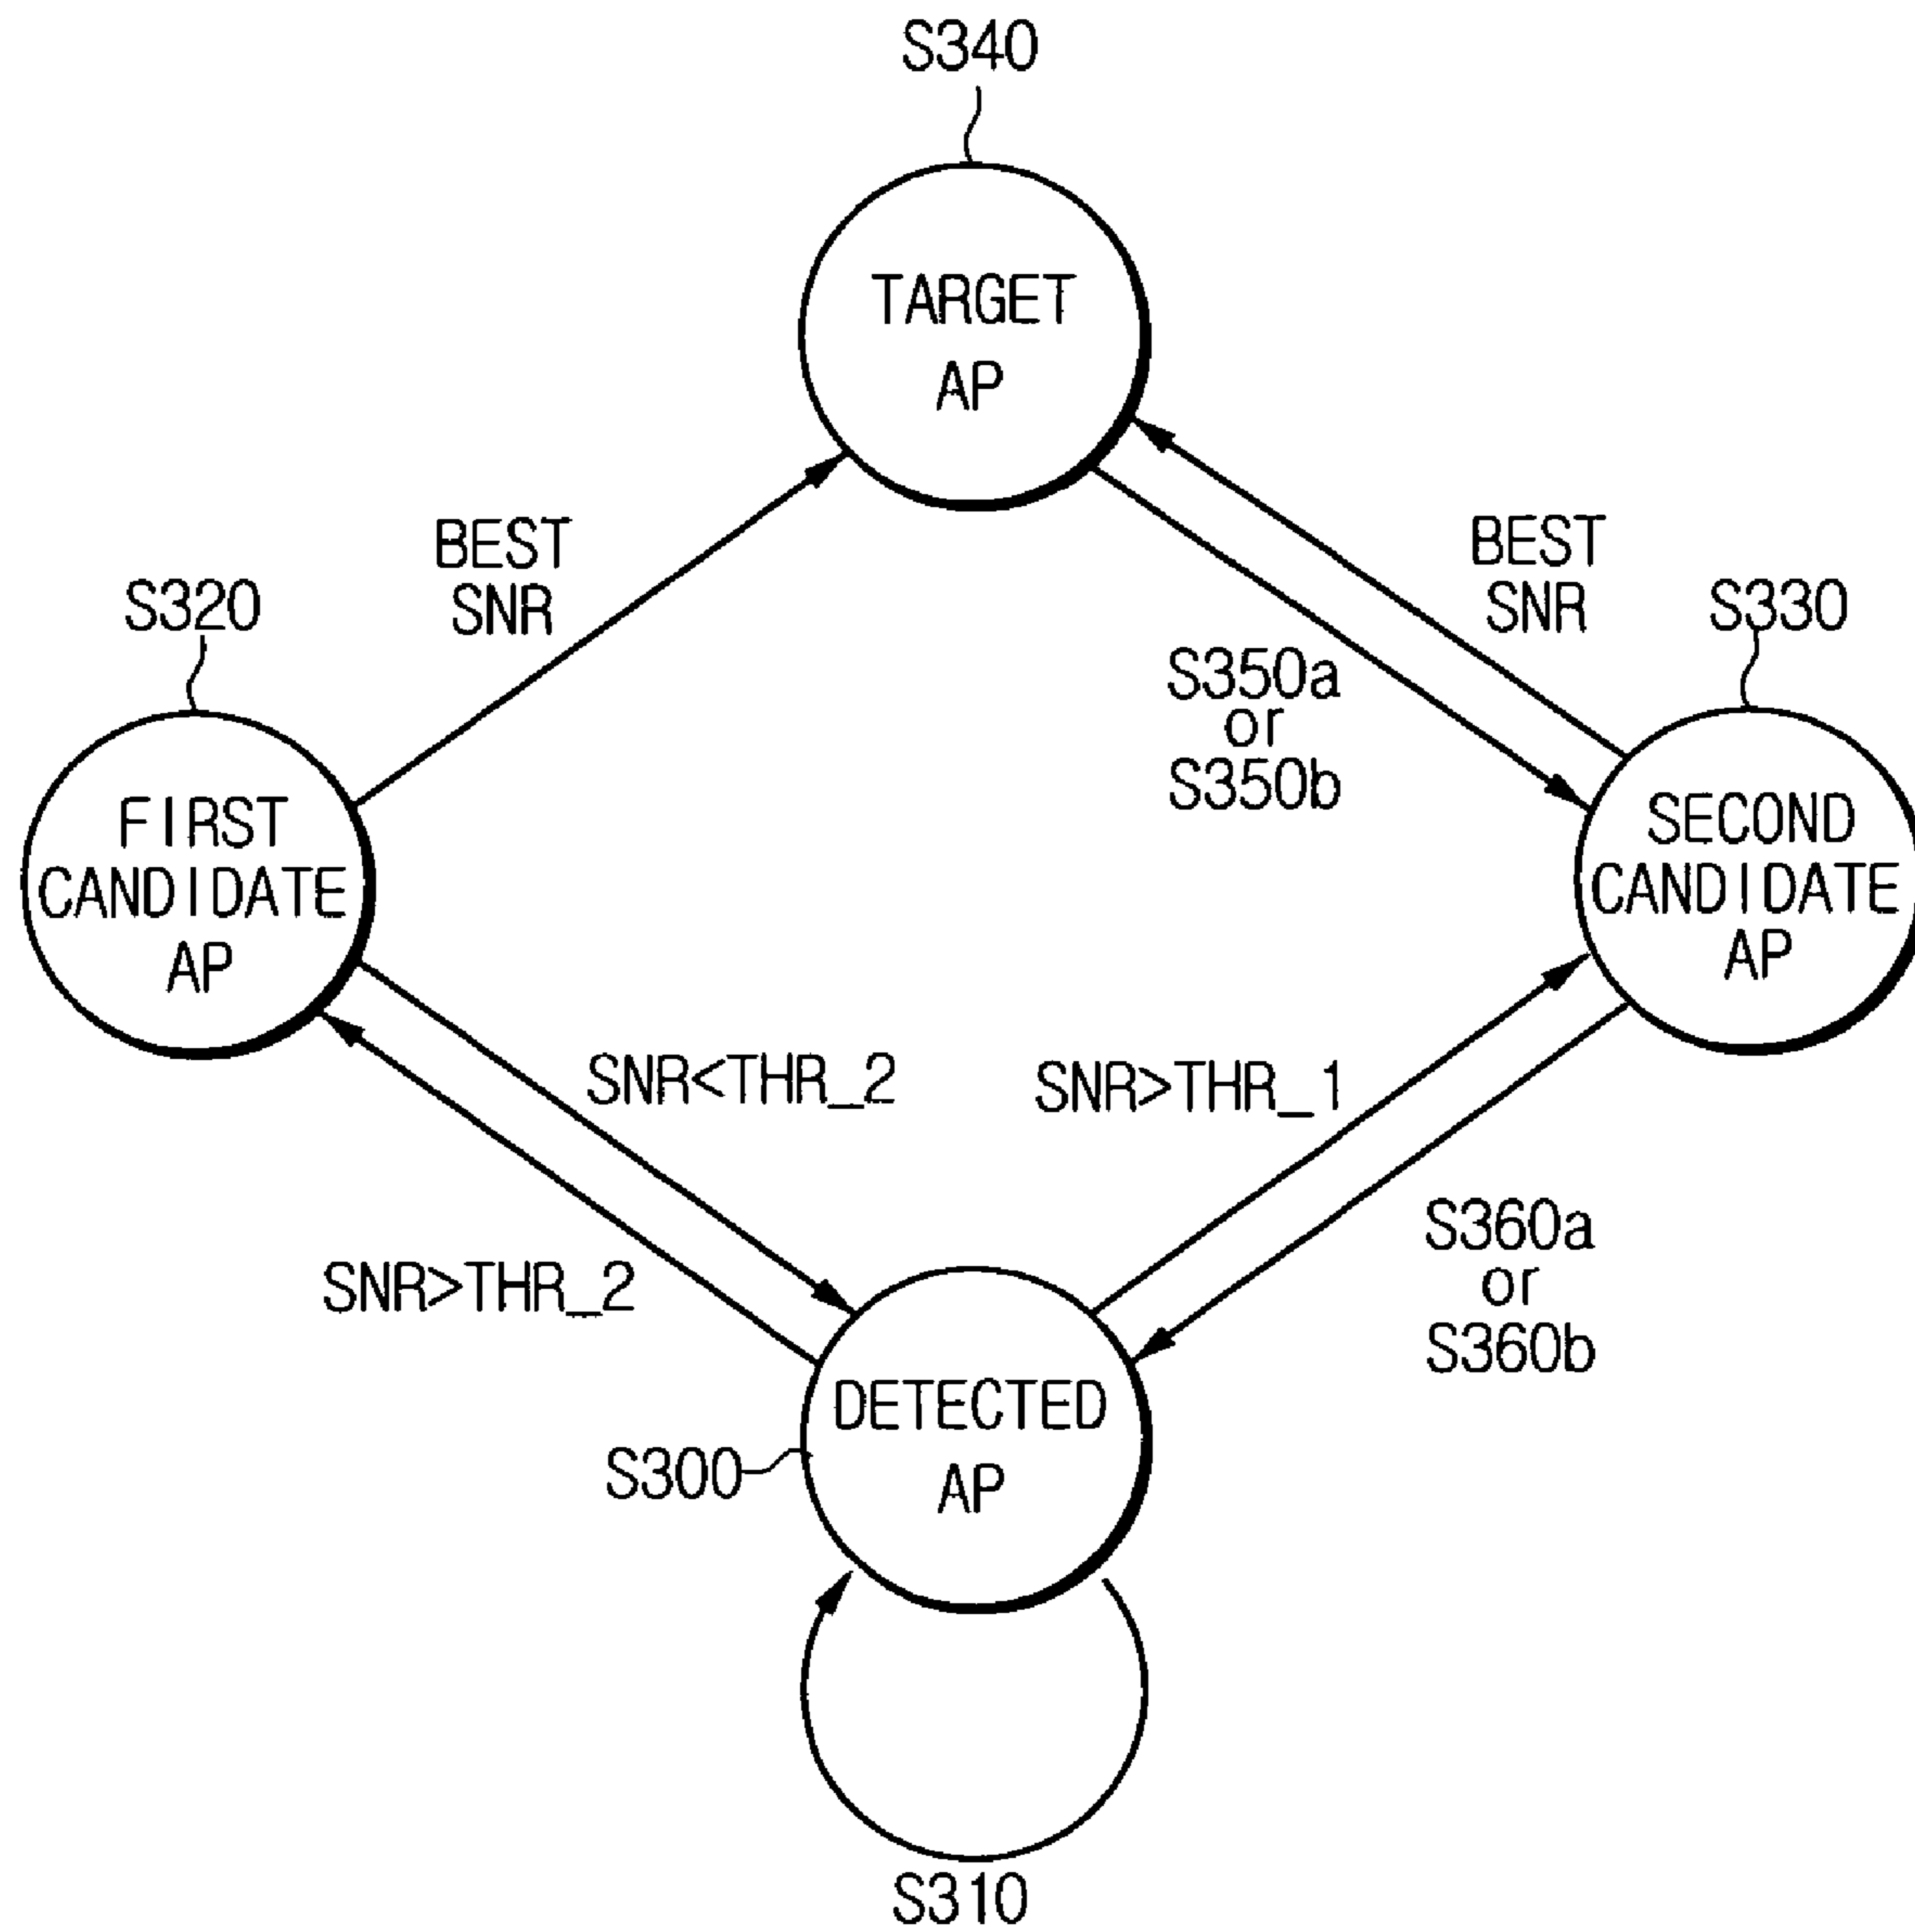 S340
TARGET
AP
BEST
SNR
BEST
SNR
S320
S330
S350a
or
S350b
FIRST
CANDIDATE
AP
SECOND
CANDIDATE
AP
SNR<THR_2
SNR>THR_1
SNR>THR_2
S360a
or
S360b
DETECTED
AP
S300
S310